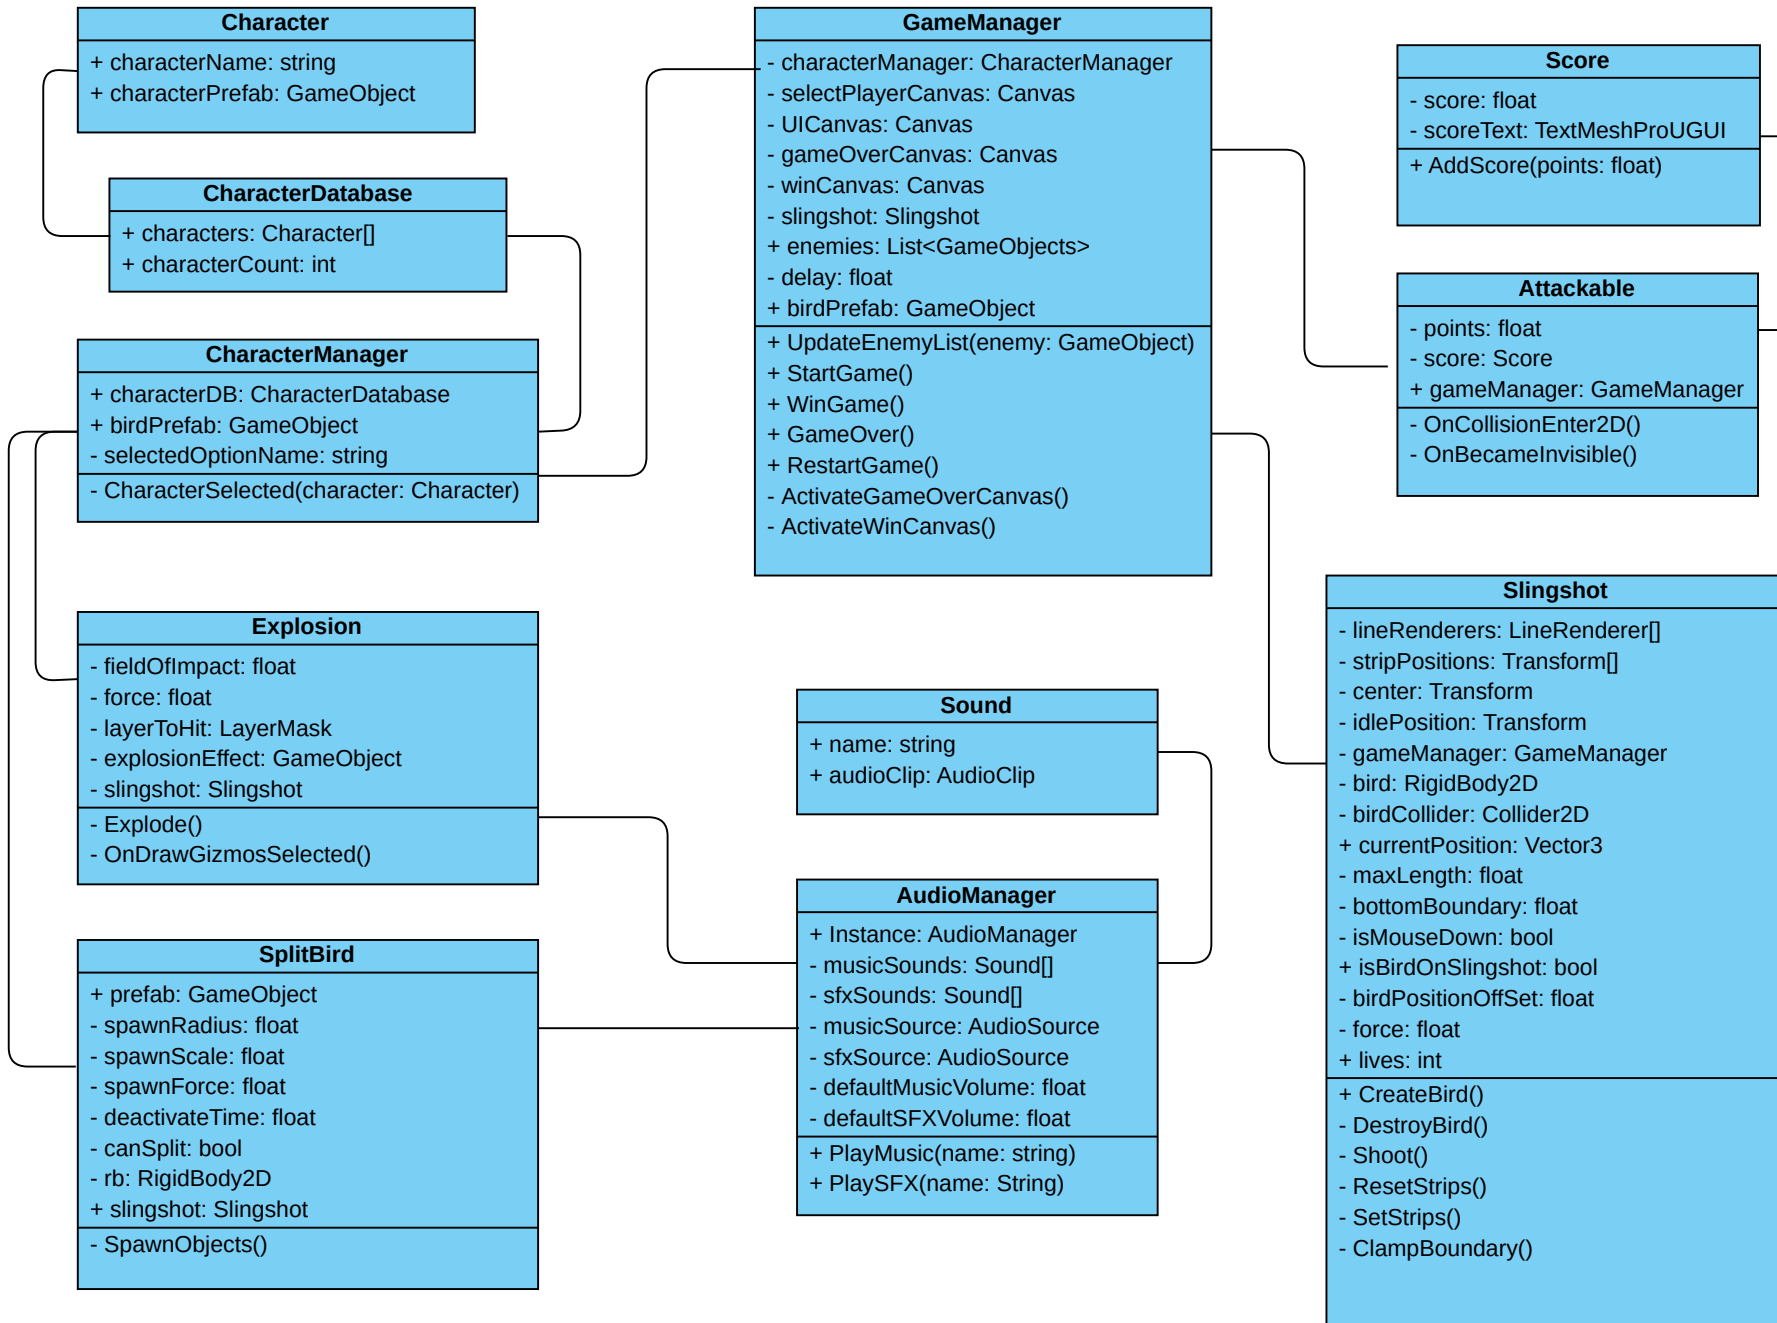 Character
+ characterName: string
+ characterPrefab: GameObject
CharacterDatabase
+ characters: Character[]
+ characterCount: int
CharacterManager
+ characterDB: CharacterDatabase
+ birdPrefab: GameObject
- selectedOptionName: string
- CharacterSelected(character: Character)
Explosion
- fieldOfImpact: float
- force: float
- layerToHit: LayerMask
- explosionEffect: GameObject
- slingshot: Slingshot
- Explode()
- OnDrawGizmosSelected()
SplitBird
+ prefab: GameObject
- spawnRadius: float
- spawnScale: float
- spawnForce: float
- deactivateTime: float
- canSplit: bool
- rb: RigidBody2D
+ slingshot: Slingshot
- SpawnObjects()
GameManager
- characterManager: CharacterManager
- selectPlayerCanvas: Canvas
- UICanvas: Canvas
- gameOverCanvas: Canvas
- winCanvas: Canvas
- slingshot: Slingshot
+ enemies: List<GameObjects>
- delay: float
+ birdPrefab: GameObject
+ UpdateEnemyList(enemy: GameObject)
+ StartGame()
+ WinGame()
+ GameOver()
+ RestartGame()
- ActivateGameOverCanvas()
- ActivateWinCanvas()
Sound
+ name: string
+ audioClip: AudioClip
AudioManager
+ Instance: AudioManager
- musicSounds: Sound[]
- sfxSounds: Sound[]
- musicSource: AudioSource
- sfxSource: AudioSource
- defaultMusicVolume: float
- defaultSFXVolume: float
+ PlayMusic(name: string)
+ PlaySFX(name: String)
Score
- score: float
- scoreText: TextMeshProUGUI
+ AddScore(points: float)
Attackable
- points: float
- score: Score
+ gameManager: GameManager
- OnCollisionEnter2D()
- OnBecameInvisible()
Slingshot
- lineRenderers: LineRenderer[]
- stripPositions: Transform[]
- center: Transform
- idlePosition: Transform
- gameManager: GameManager
- bird: RigidBody2D
- birdCollider: Collider2D
+ currentPosition: Vector3
- maxLength: float
- bottomBoundary: float
- isMouseDown: bool
+ isBirdOnSlingshot: bool
- birdPositionOffSet: float
- force: float
+ lives: int
+ CreateBird()
- DestroyBird()
- Shoot()
- ResetStrips()
- SetStrips()
- ClampBoundary()